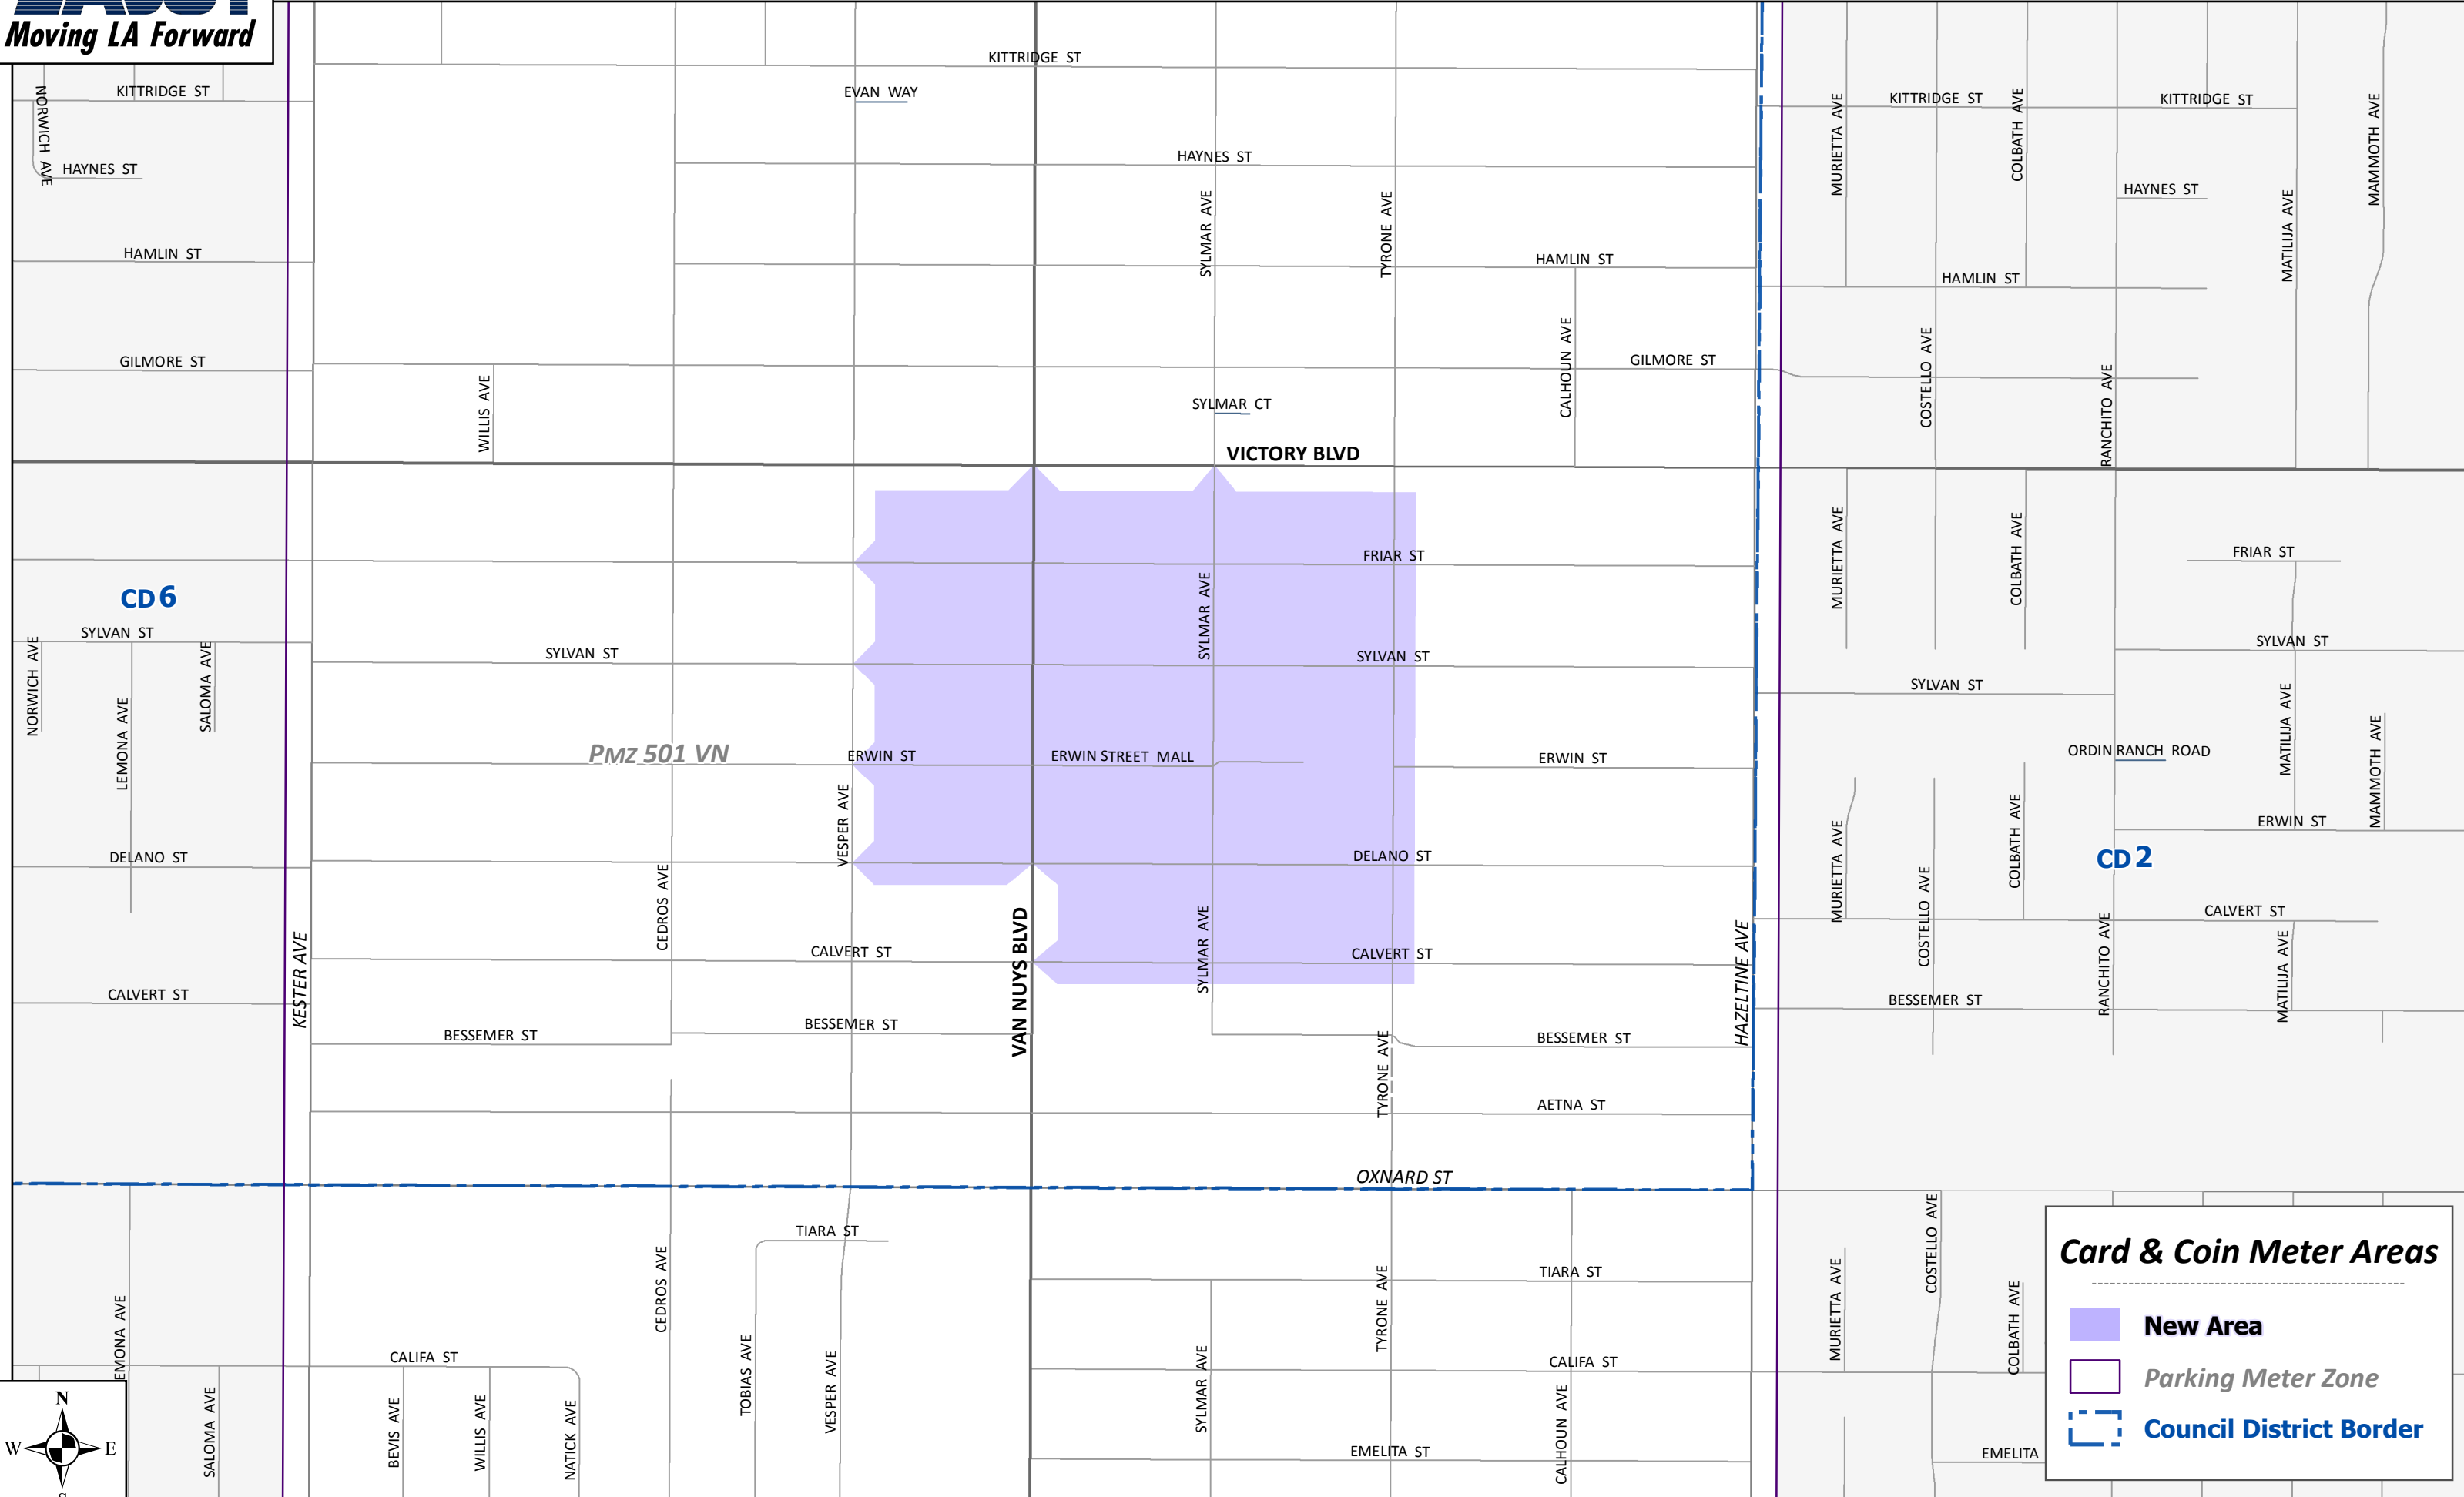 Moving LA Forward
KITTRIDGE ST
EVAN WAY
KITTRIDGE ST
KITTRIDGE ST
KITTRIDGE ST
NORWICH AVE
HAYNES ST
HAYNES ST
MURIETTA AVE
COLBATH AVE
HAYNES ST
MAMMOTH AVE
SYLMAR AVE
TYRONE AVE
MATILIJA AVE
HAMLIN ST
HAMLIN ST
HAMLIN ST
GILMORE ST
WILLIS AVE
CALHOUN AVE
GILMORE ST
COSTELLO AVE
RANCHITO AVE
SYLMAR CT
VICTORY BLVD
FRIAR ST
FRIAR ST
MURIETTA AVE
COLBATH AVE
CD 6
SYLMAR AVE
SYLVAN ST
SYLVAN ST
SYLVAN ST
SYLVAN ST
SYLVAN ST
NORWICH AVE
LEMONA AVE
SALOMA AVE
MATILIJA AVE
MAMMOTH AVE
PMZ 501 VN
ERWIN ST
ERWIN STREET MALL
ERWIN ST
ORDIN RANCH ROAD
VESPER AVE
ERWIN ST
MURIETTA AVE
COLBATH AVE
DELANO ST
DELANO ST
CD 2
CEDROS AVE
COSTELLO AVE
CALVERT ST
KESTER AVE
VAN NUYS BLVD
SYLMAR AVE
HAZELTINE AVE
RANCHITO AVE
MATILIJA AVE
CALVERT ST
CALVERT ST
CALVERT ST
BESSEMER ST
BESSEMER ST
BESSEMER ST
BESSEMER ST
TYRONE AVE
AETNA ST
OXNARD ST
TIARA ST
COSTELLO AVE
CEDROS AVE
TIARA ST
TYRONE AVE
MURIETTA AVE
COLBATH AVE
EMONA AVE
TOBIAS AVE
VESPER AVE
SYLMAR AVE
CALIFA ST
CALIFA ST
SALOMA AVE
BEVIS AVE
WILLIS AVE
NATICK AVE
CALHOUN AVE
EMELITA ST
EMELITA
Card & Coin Meter Areas
New Area
Parking Meter Zone
Council District Border
N
W E